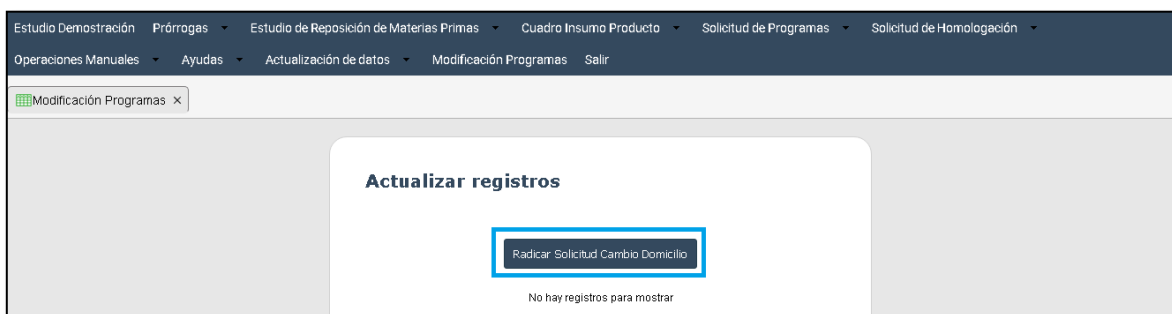 Estudio Demostración Prórrogas Estudio de Reposición de Materias Primas Cuadro Insumo Producto Solicitud de Programas Solicitud de Homologación
Operaciones Manuales Ayudas Actualización de datos Modificación Programas Salir
Modificación Programas ×
Actualizar registros
Radicar Solicitud Cambio Domicilio
No hay registros para mostrar